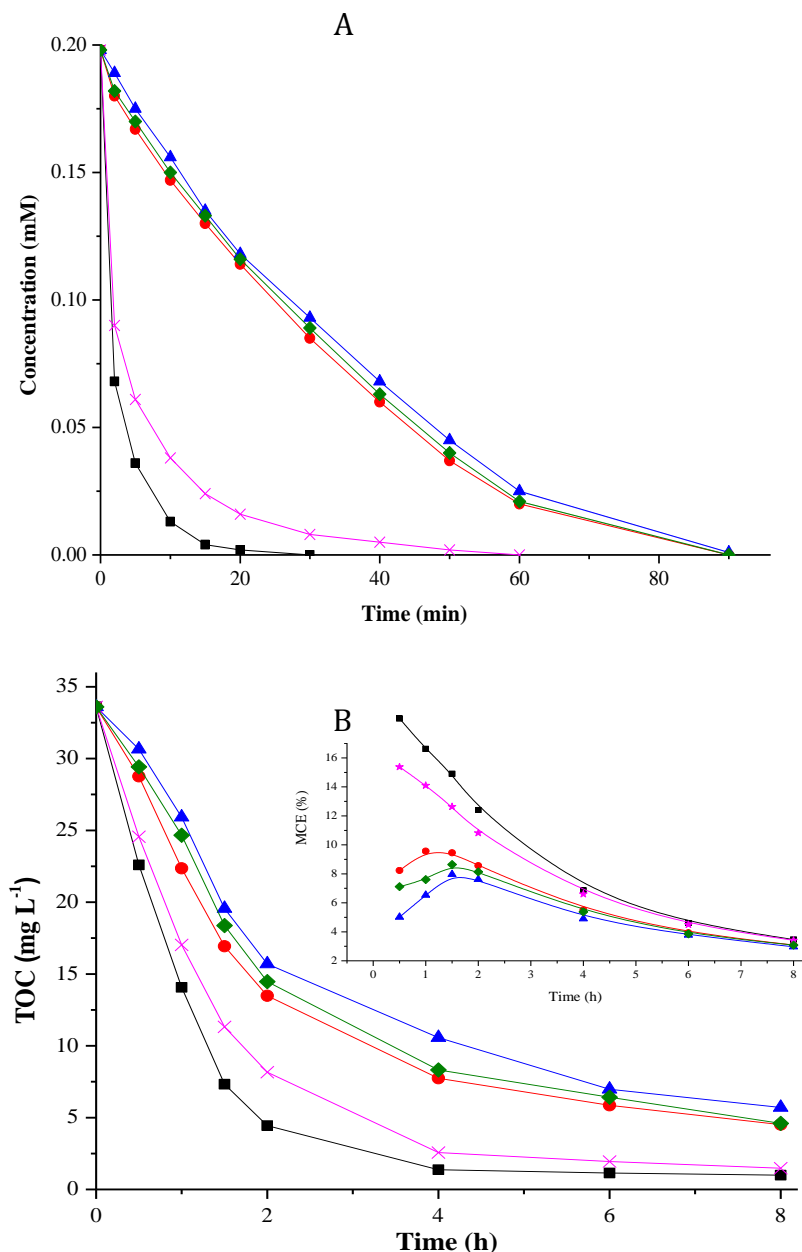 A
0.20
0.15
0.10
0.05
0.00
Concentration (mM)
0 20 40 60 80
Time (min)
35
30
25
20
15
10
5
0
TOC (mg L⁻¹)
B
16
14
12
10
8
6
4
2
MCE (%)
0 1 2 3 4 5 6 7 8
Time (h)
0 2 4 6 8
Time (h)